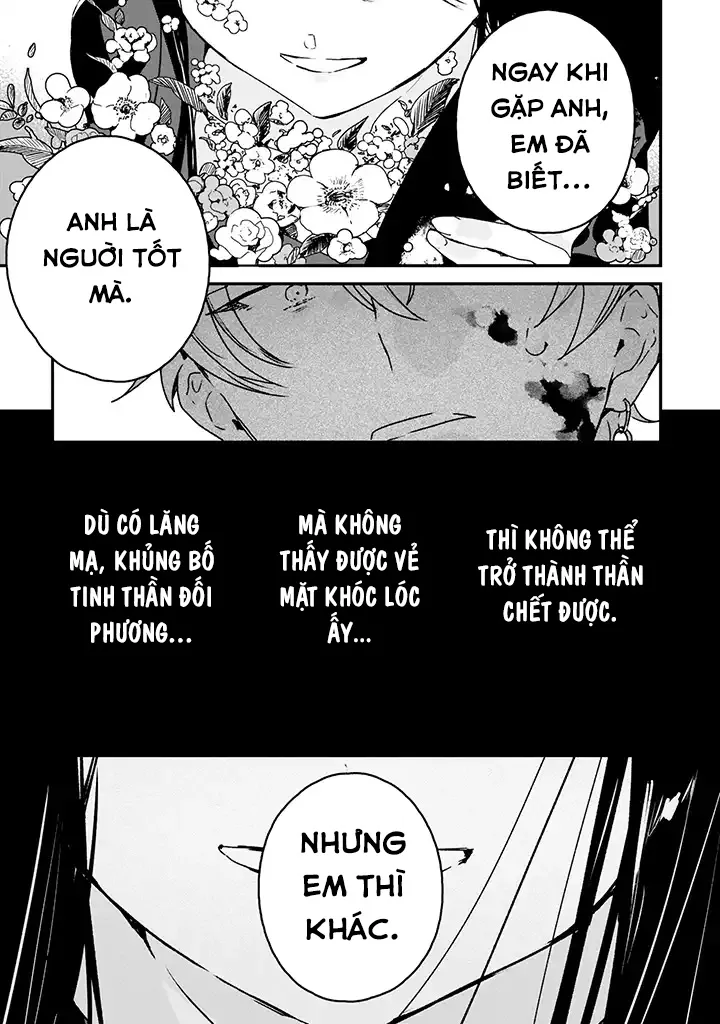 NGAY KHI
GẶP ANH,
EM ĐÃ
BIẾT...
ANH LÀ
NGƯỜI TỐT
MÀ.
DÙ CÓ LĂNG
MẠ, KHỦNG BỐ
TINH THẦN ĐỐI
PHƯƠNG...
MÀ KHÔNG
THẤY ĐƯỢC VẺ
MẶT KHÓC LÓC
ẤY...
THÌ KHÔNG THỂ
TRỞ THÀNH THẦN
CHẾT ĐƯỢC.
NHƯNG
EM THÌ
KHÁC.